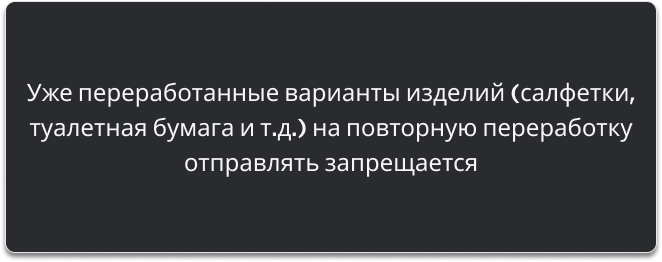 Уже переработанные варианты изделий (салфетки,
туалетная бумага и т.д.) на повторную переработку
отправлять запрещается